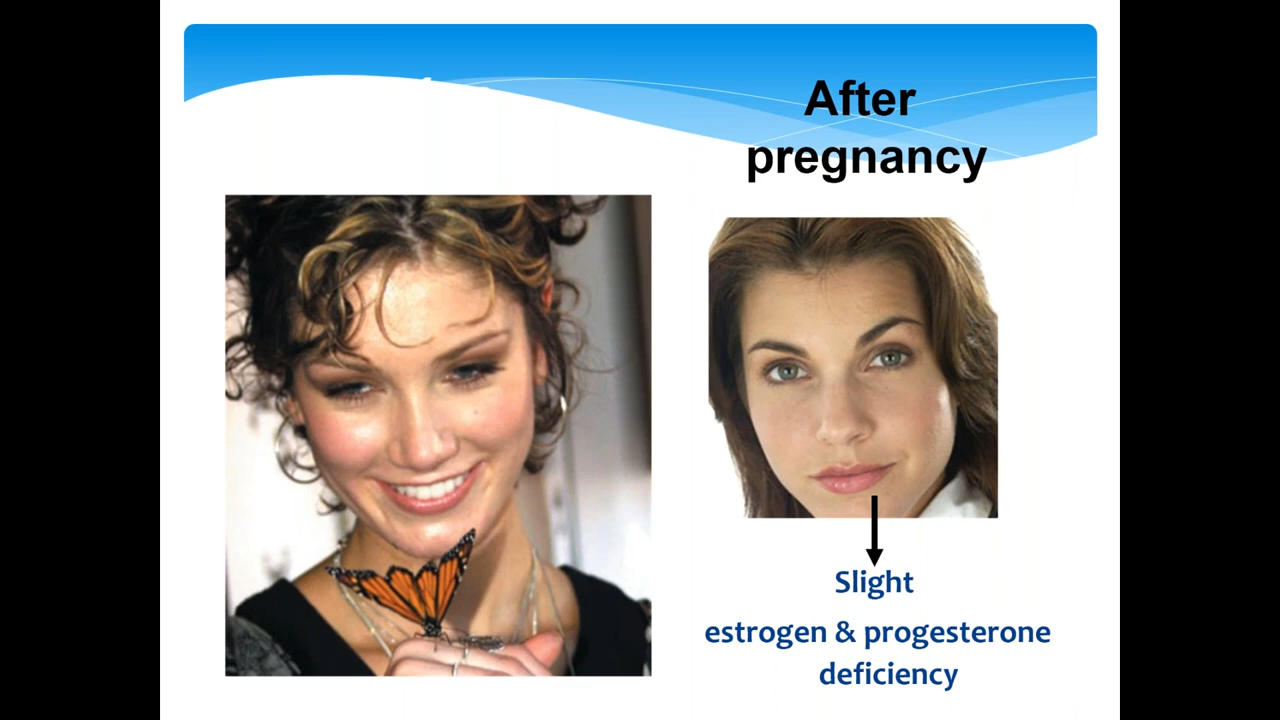 After
pregnancy
Slight
estrogen & progesterone
deficiency